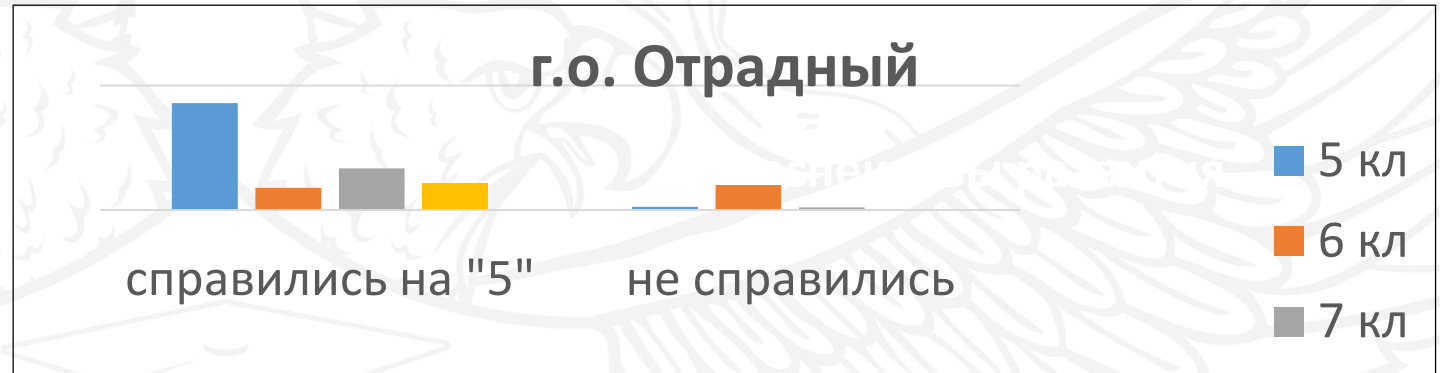 г.о. Отрадный
5 кл
6 кл
7 кл
справились на "5"
не справились